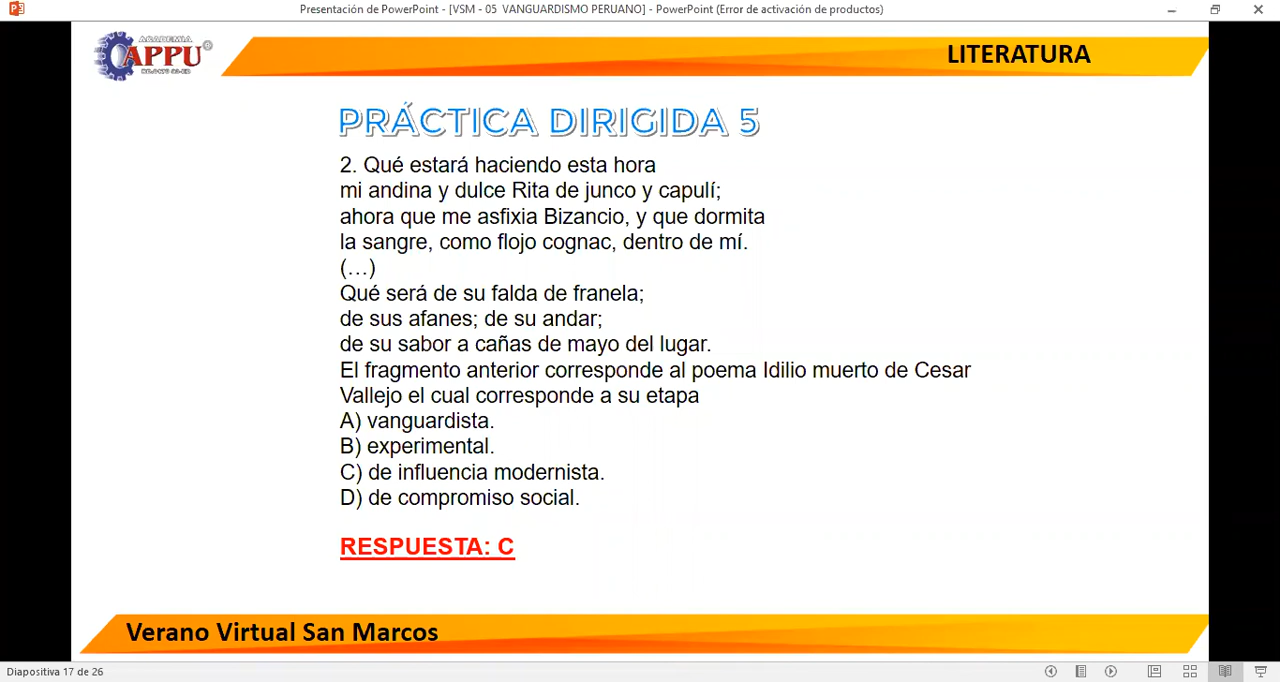 Presentación de PowerPoint - [VSM - 05 VANGUARDISMO PERUANO] - PowerPoint (Error de activación de productos)
ACADEMIA
APPU
LITERATURA
PRÁCTICA DIRIGIDA 5
2. Qué estará haciendo esta hora
mi andina y dulce Rita de junco y capulí;
ahora que me asfixia Bizancio, y que dormita
la sangre, como flojo cognac, dentro de mí.
(…)
Qué será de su falda de franela;
de sus afanes; de su andar;
de su sabor a cañas de mayo del lugar.
El fragmento anterior corresponde al poema Idilio muerto de Cesar
Vallejo el cual corresponde a su etapa
A) vanguardista.
B) experimental.
C) de influencia modernista.
D) de compromiso social.
RESPUESTA: C
Verano Virtual San Marcos
Diapositiva 17 de 26